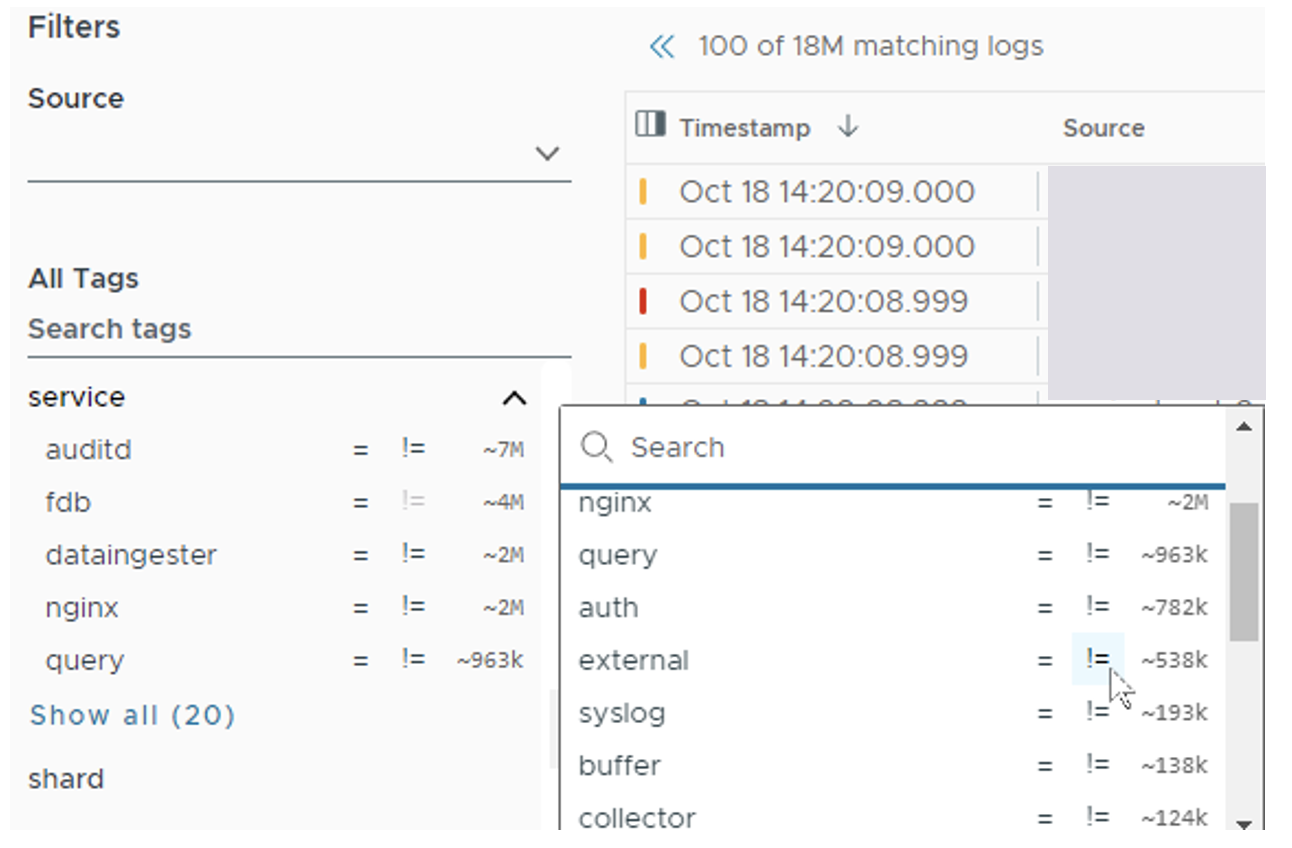 Filters
Source
All Tags
Search tags
service
auditd = != ~7M
fdb = != ~4M
dataingester = != ~2M
nginx = != ~2M
query = != ~963k
Show all (20)
shard
100 of 18M matching logs
Timestamp Source
Oct 18 14:20:09.000
Oct 18 14:20:09.000
Oct 18 14:20:08.999
Oct 18 14:20:08.999
Search
nginx = != ~2M
query = != ~963k
auth = != ~782k
external = != ~538k
syslog = != ~193k
buffer = != ~138k
collector = != ~124k